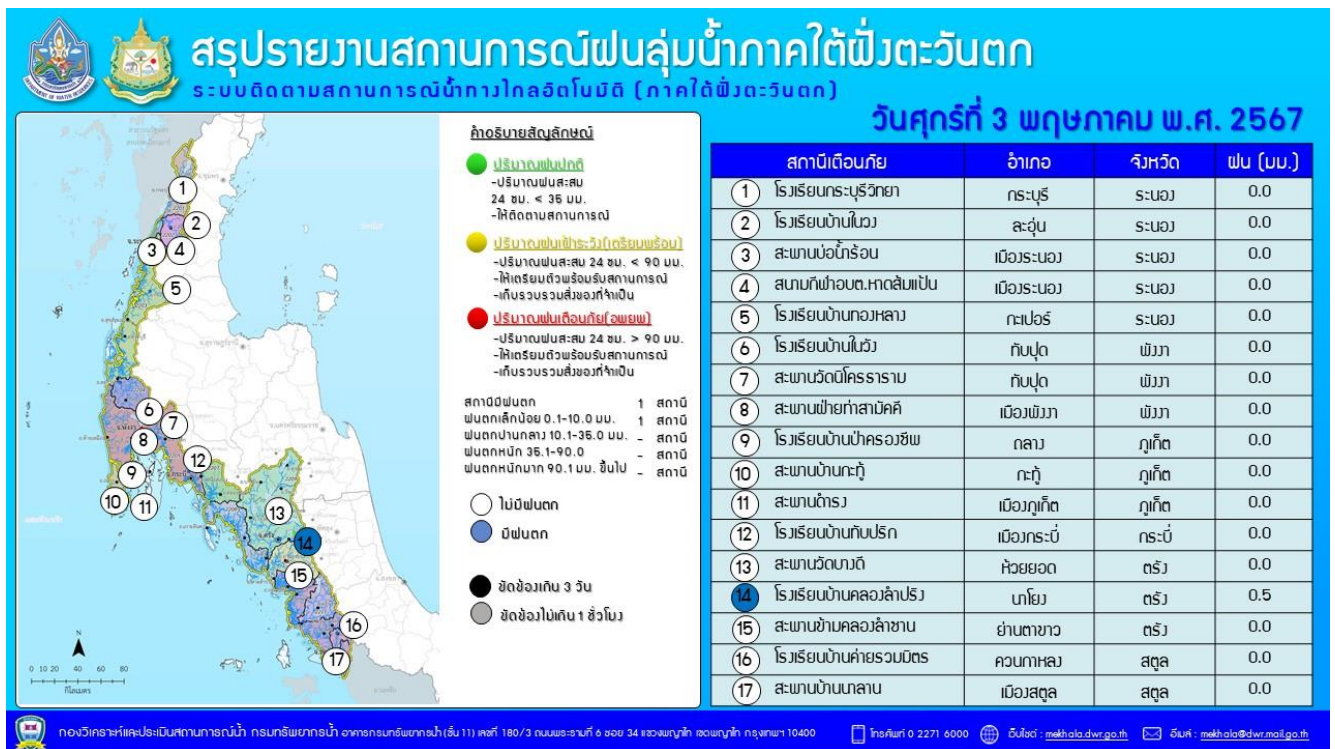 สรุปรายงานสถานการณ์ฝนลุ่มน้ำภาคใต้ฝั่งตะวันตก
ระบบติดตามสถานการณ์น้ำทางไกลอัตโนมัติ (ภาคใต้ฝั่งตะวันตก)
วันศุกร์ที่ 3 พฤษภาคม พ.ศ. 2567
คำอธิบายสัญลักษณ์
ปริมาณฝนปกติ
-ปริมาณฝนสะสม
24 ชม. < 35 มม.
-ให้ติดตามสถานการณ์
ปริมาณฝนเฝ้าระวัง(เตรียมพร้อม)
-ปริมาณฝนสะสม 24 ชม. < 90 มม.
-ให้เตรียมตัวพร้อมรับสถานการณ์
-เก็บรวบรวมสิ่งของที่จำเป็น
ปริมาณฝนเตือนภัย(อพยพ)
-ปริมาณฝนสะสม 24 ชม. > 90 มม.
-ให้เตรียมตัวพร้อมรับสถานการณ์
-เก็บรวบรวมสิ่งของที่จำเป็น
สถานีมีฝนตก 1 สถานี
ฝนตกเล็กน้อย 0.1-10.0 มม. 1 สถานี
ฝนตกปานกลาง 10.1-35.0 มม. - สถานี
ฝนตกหนัก 35.1-90.0 - สถานี
ฝนตกหนักมาก 90.1 มม. ขึ้นไป - สถานี
ไม่มีฝนตก
มีฝนตก
ขัดข้องเกิน 3 วัน
ขัดข้องไม่เกิน 1 ชั่วโมง
1
2
3 4
5
6
7
8
12
9
10 11
13
14
15
16
17
N
0 10 20 40 60 80
กิโลเมตร
สถานีเตือนภัย อำเภอ จังหวัด ฝน (มม.)
1 โรงเรียนกระบุรีวิทยา กระบุรี ระนอง 0.0
2 โรงเรียนบ้านในวง ละอุ่น ระนอง 0.0
3 สะพานบ่อน้ำร้อน เมืองระนอง ระนอง 0.0
4 สนามกีฬาอบต.หาดส้มแป้น เมืองระนอง ระนอง 0.0
5 โรงเรียนบ้านทองหลาง กะเปอร์ ระนอง 0.0
6 โรงเรียนบ้านในวัง ทับปุด พังงา 0.0
7 สะพานวัดนิโครธาราม ทับปุด พังงา 0.0
8 สะพานฝ่ายท่าสามัคคี เมืองพังงา พังงา 0.0
9 โรงเรียนบ้านป่าครองชีพ ถลาง ภูเก็ต 0.0
10 สะพานบ้านกะทู้ กะทู้ ภูเก็ต 0.0
11 สะพานดำรง เมืองภูเก็ต ภูเก็ต 0.0
12 โรงเรียนบ้านทับปริก เมืองกระบี่ กระบี่ 0.0
13 สะพานวัดบางดี ห้วยยอด ตรัง 0.0
14 โรงเรียนบ้านคลองลำปริง นาโยง ตรัง 0.5
15 สะพานข้ามคลองลำชาน ย่านตาขาว ตรัง 0.0
16 โรงเรียนบ้านค่ายรวมมิตร ควนกาหลง สตูล 0.0
17 สะพานบ้านนาลาน เมืองสตูล สตูล 0.0
กองวิเคราะห์และประเมินสถานการณ์น้ำ กรมทรัพยากรน้ำ อาคารกรมทรัพยากรน้ำ(ชั้น 11) เลขที่ 180/3 ถนนพระรามที่ 6 ซอย 34 แขวงพญาไท เขตพญาไท กรุงเทพฯ 10400 โทรศัพท์ 0 2271 6000 เว็บไซต์ : mekhala.dwr.go.th อีเมล์ : mekhala@dwr.mail.go.th